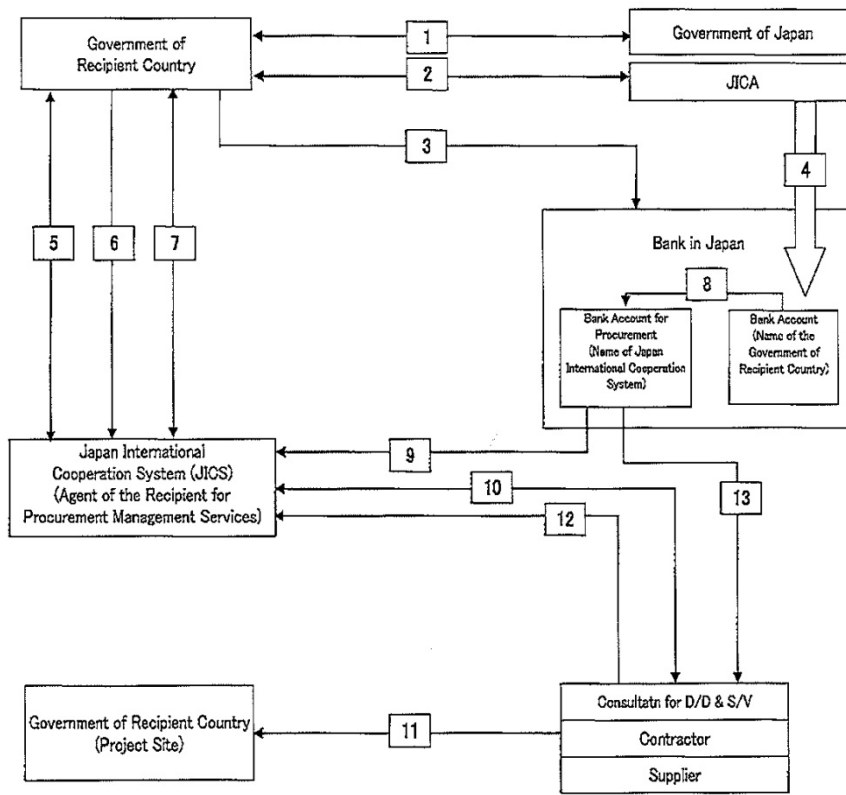 Government of
Recipient Country
1
Government of Japan
2
JICA
3
4
5
6
7
Bank in Japan
8
Bank Account for
Procurement
(Name of Japan
International Cooperation
System)
Bank Account
(Name of the
Government of
Recipient Country)
Japan International
Cooperation System (JICS)
(Agent of the Recipient for
Procurement Management Services)
9
10
12
13
Government of Recipient Country
(Project Site)
11
Consultatn for D/D & S/V
Contractor
Supplier